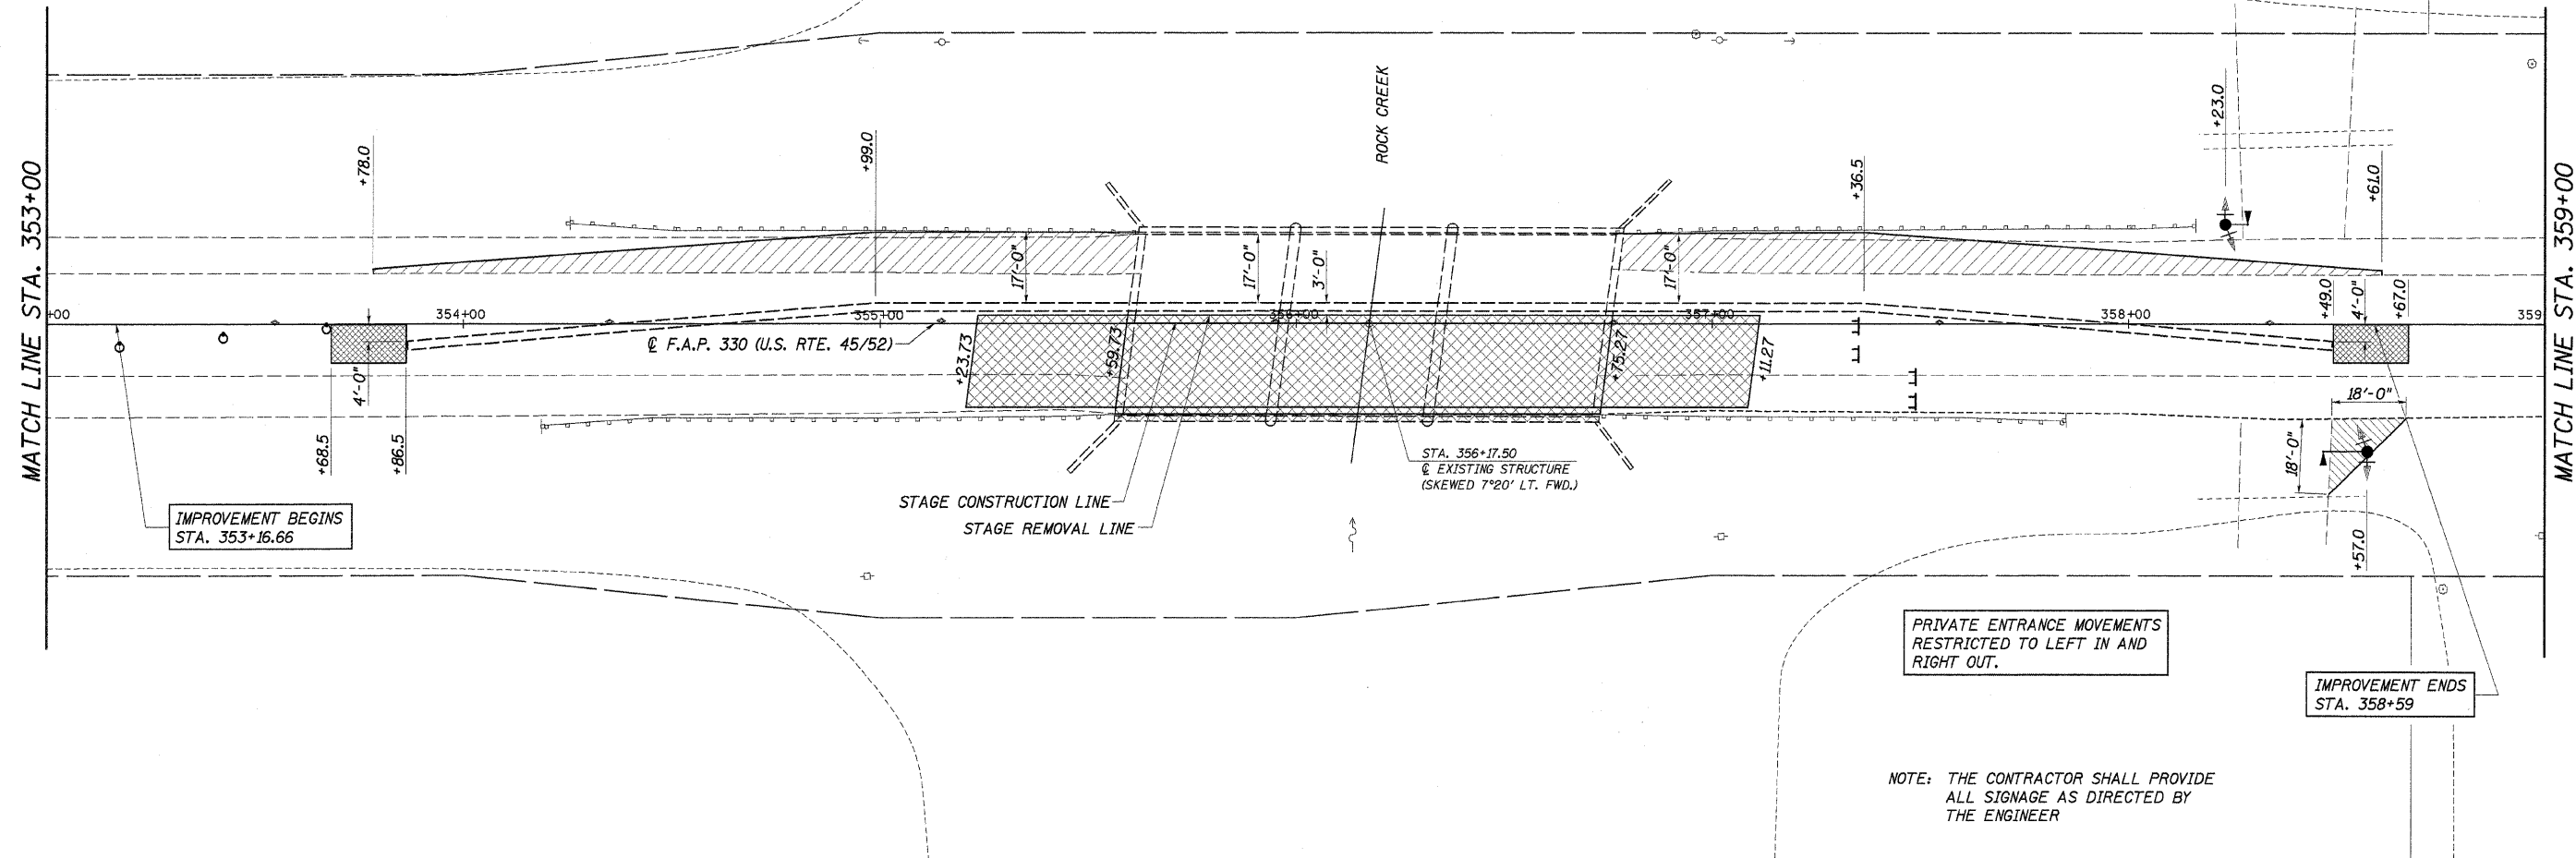 MATCH LINE STA. 353+00
+78.0
+99.0
ROCK CREEK
+36.5
+23.0
+61.0
MATCH LINE STA. 359+00
17'-0"
17'-0"
3'-0"
17'-0"
+49.0
4'-0"
+67.0
+00
354+00
355+00
356+00
357+00
358+00
359
℄ F.A.P. 330 (U.S. RTE. 45/52)
+23.73
+59.73
+75.27
+11.27
4'-0"
18'-0"
+68.5
+86.5
18'-0"
STA. 356+17.50
℄ EXISTING STRUCTURE
(SKEWED 7°20' LT. FWD.)
STAGE CONSTRUCTION LINE
STAGE REMOVAL LINE
+57.0
IMPROVEMENT BEGINS
STA. 353+16.66
PRIVATE ENTRANCE MOVEMENTS
RESTRICTED TO LEFT IN AND
RIGHT OUT.
IMPROVEMENT ENDS
STA. 358+59
NOTE: THE CONTRACTOR SHALL PROVIDE
ALL SIGNAGE AS DIRECTED BY
THE ENGINEER